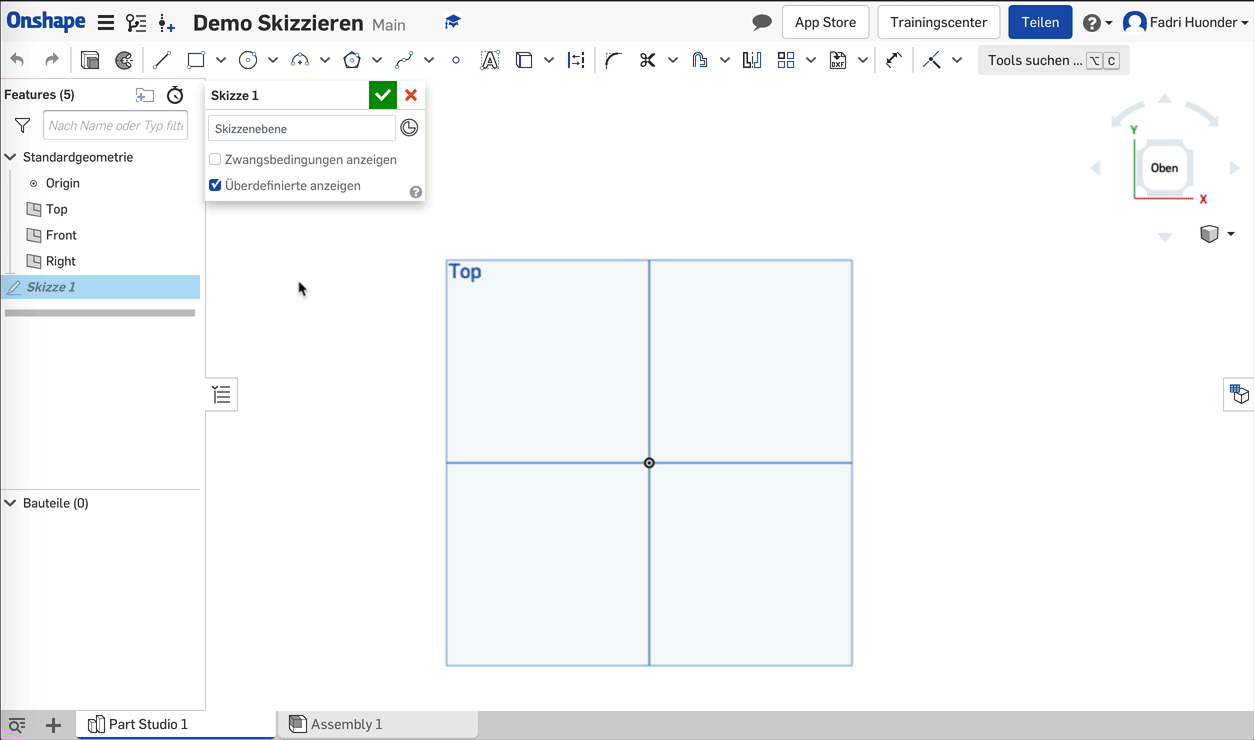 Onshape Demo Skizzieren Main App Store Trainingscenter Teilen Fadri Huonder
DXF Tools suchen ... ⌥ C
Features (5)
Nach Name oder Typ filt
Standardgeometrie
Origin
Top
Front
Right
Skizze 1
Bauteile (0)
Skizze 1
Skizzenebene
Zwangsbedingungen anzeigen
Überdefinierte anzeigen
Top
Y
Oben
X
Part Studio 1 Assembly 1